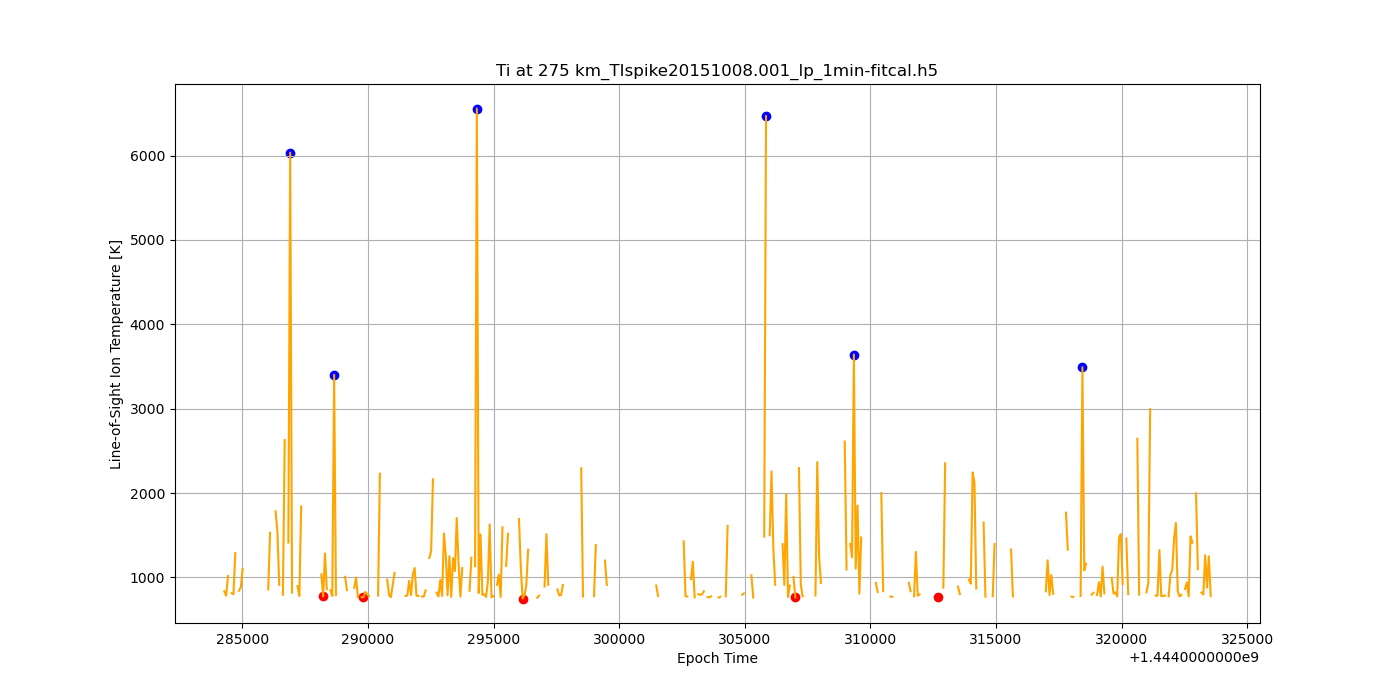 Ti at 275 km_TIspike20151008.001_lp_1min-fitcal.h5
Line-of-Sight Ion Temperature [K]
6000
5000
4000
3000
2000
1000
285000 290000 295000 300000 305000 310000 315000 320000 325000
Epoch Time
+1.4440000000e9